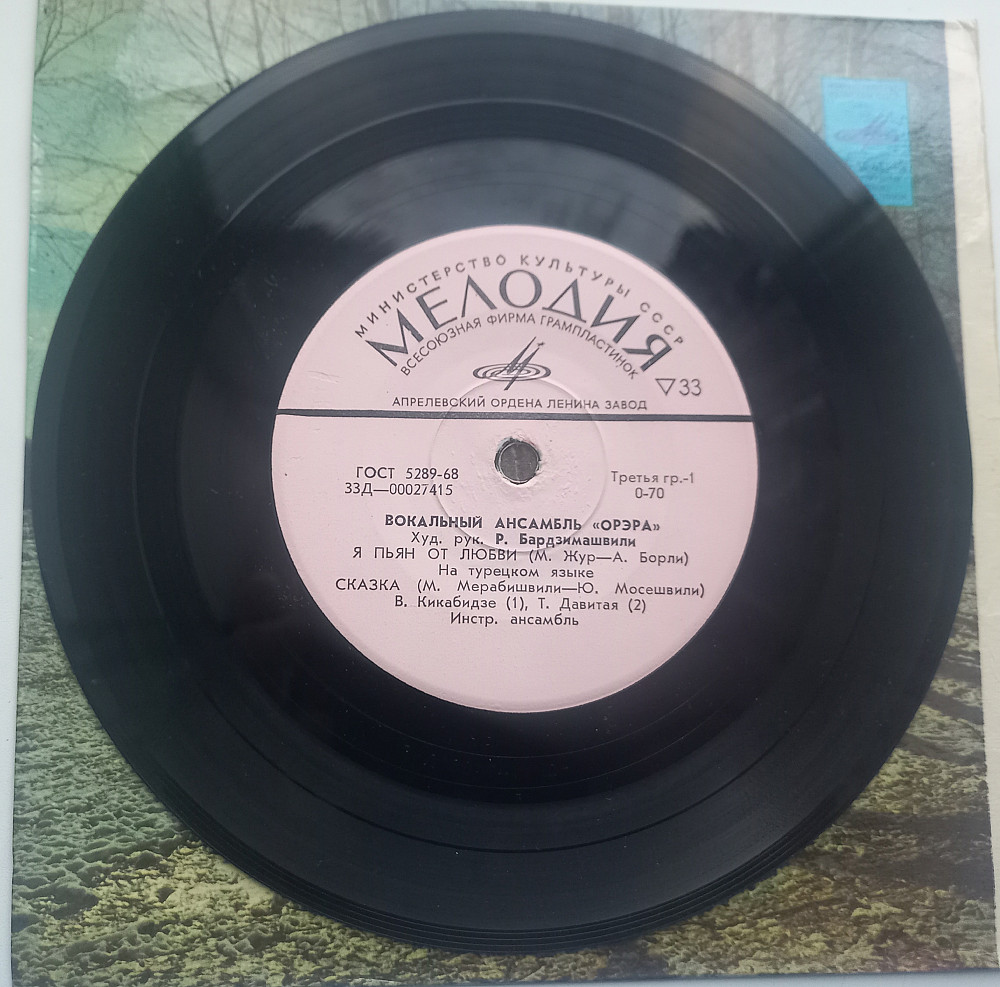 МИНИСТЕРСТВО КУЛЬТУРЫ СССР
МЕЛОДИЯ
ВСЕСОЮЗНАЯ ФИРМА ГРАМПЛАСТИНОК
▽33
АПРЕЛЕВСКИЙ ОРДЕНА ЛЕНИНА ЗАВОД
ГОСТ 5289-68
Третья гр.-1
33Д—00027415
0-70
ВОКАЛЬНЫЙ АНСАМБЛЬ «ОРЭРА»
Худ. рук. Р. Бардзимашвили
Я ПЬЯН ОТ ЛЮБВИ (М. Жур—А. Борли)
На турецком языке
СКАЗКА (М. Мерабишвили—Ю. Мосешвили)
В. Кикабидзе (1), Т. Давитая (2)
Инстр. ансамбль